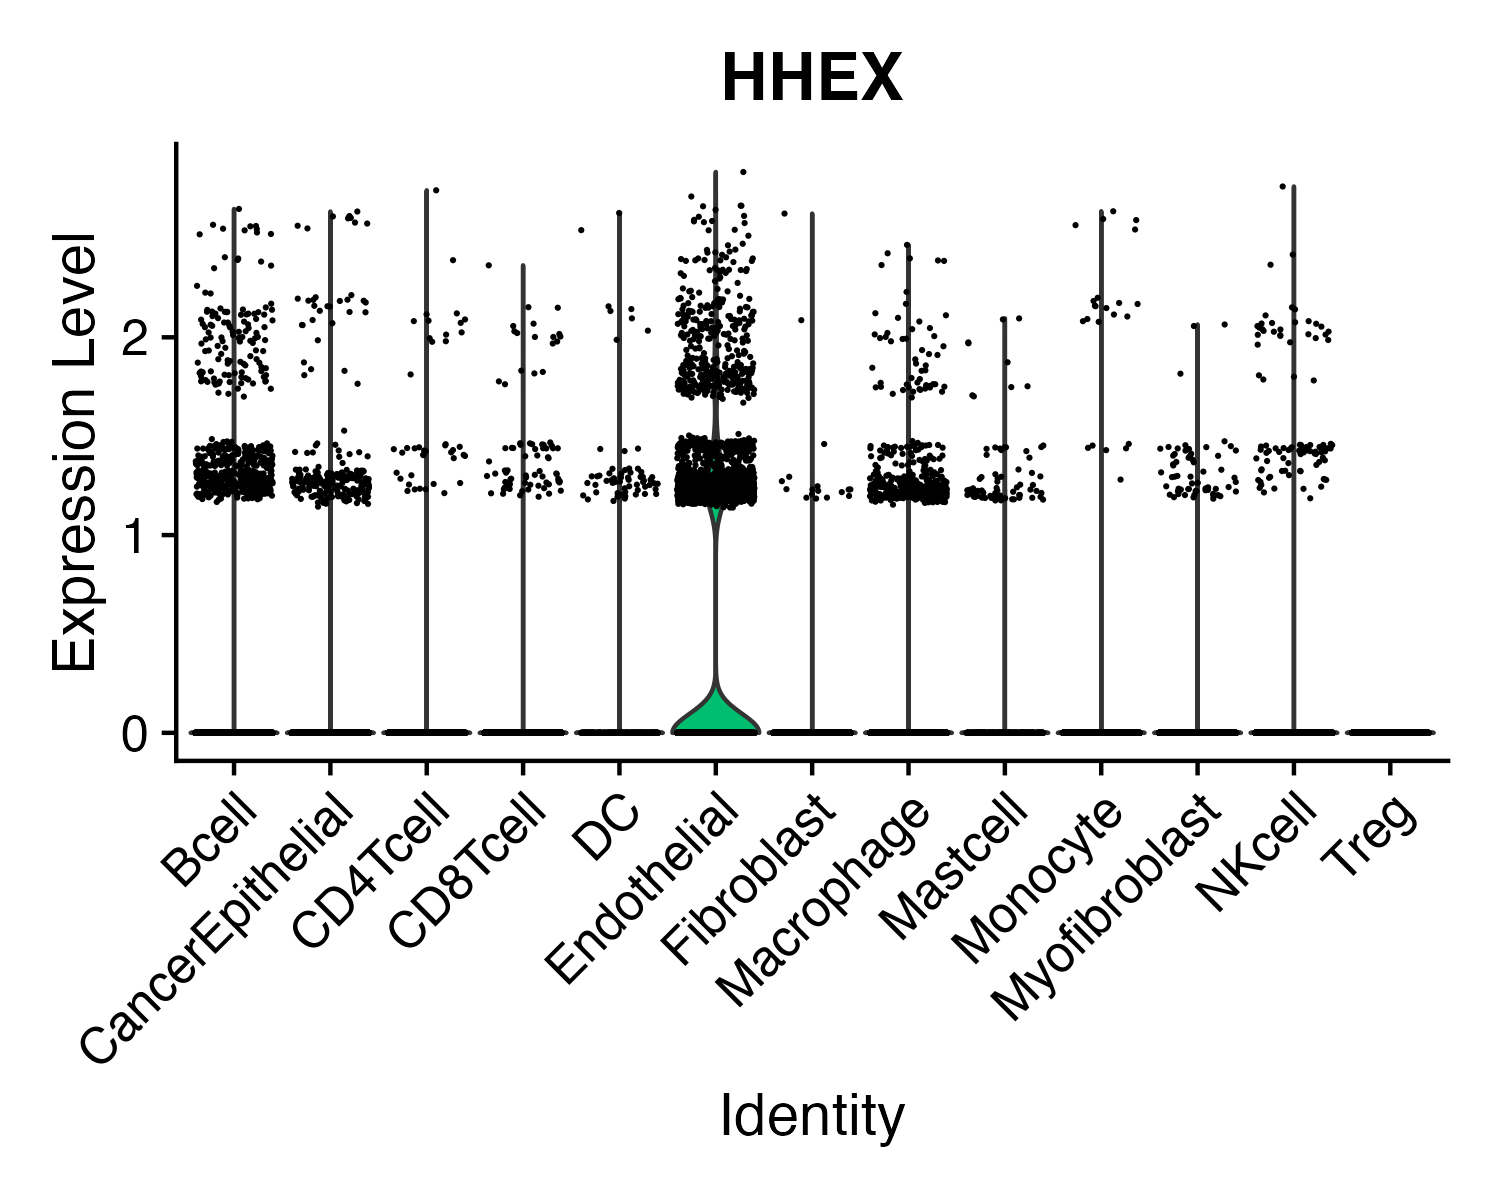 HHEX
Expression Level
2
1
0
Bcell
CancerEpithelial
CD4Tcell
CD8Tcell
DC
Endothelial
Fibroblast
Macrophage
Mastcell
Monocyte
Myofibroblast
NKcell
Treg
Identity